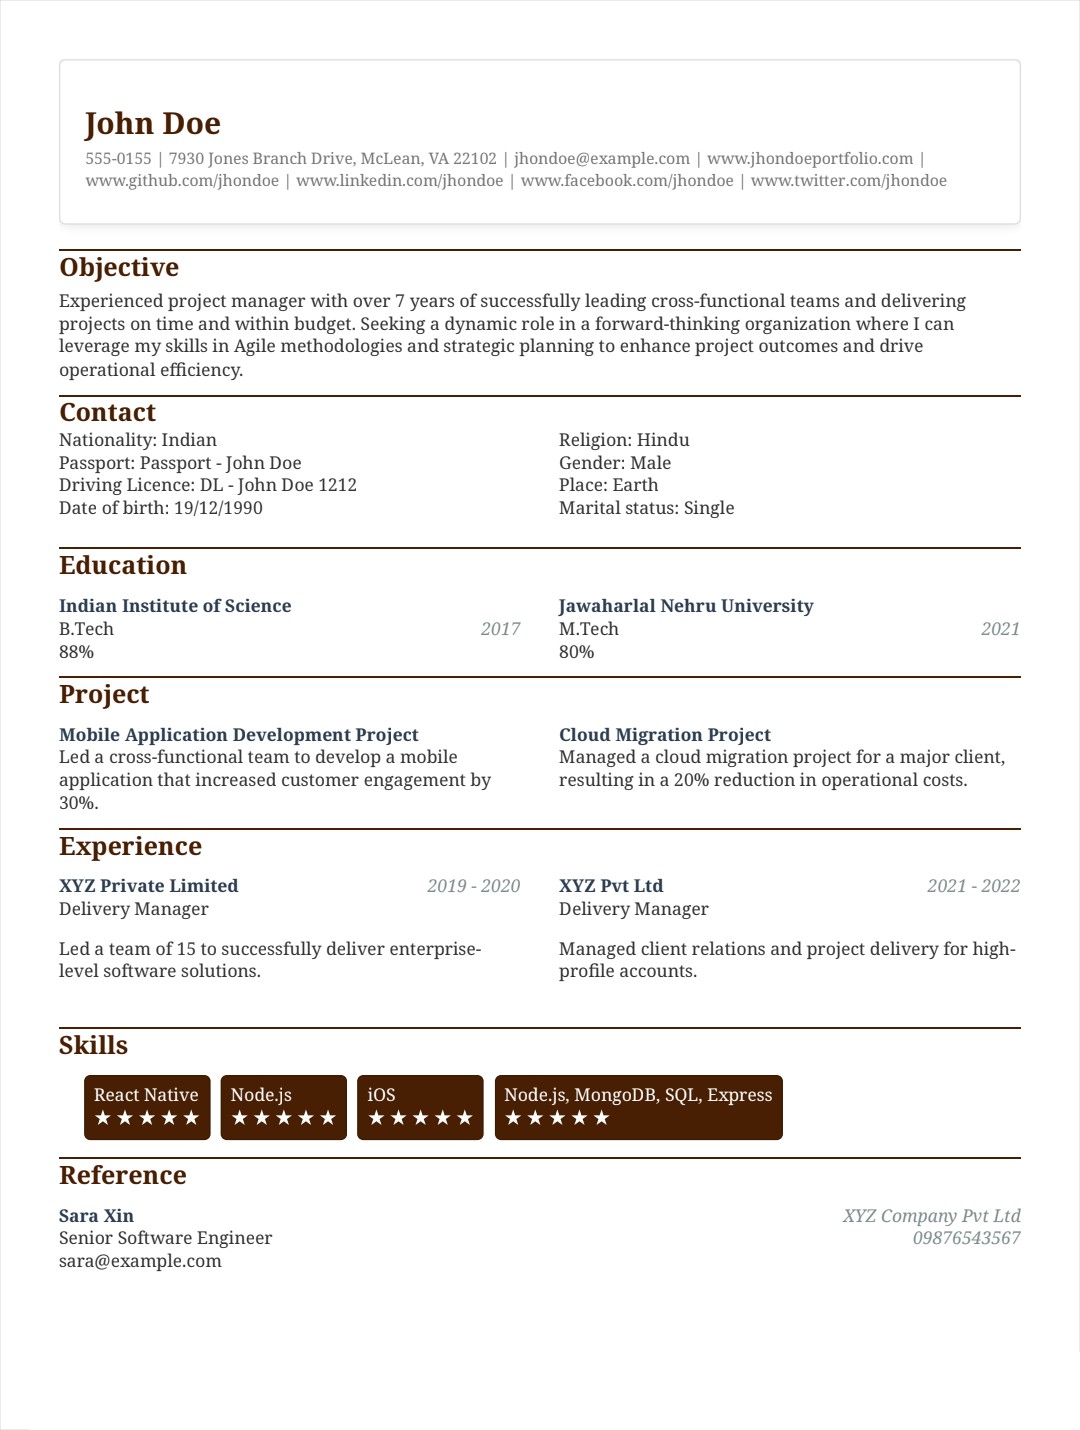 John Doe
555-0155 | 7930 Jones Branch Drive, McLean, VA 22102 | jhondoe@example.com | www.jhondoeportfolio.com |
www.github.com/jhondoe | www.linkedin.com/jhondoe | www.facebook.com/jhondoe | www.twitter.com/jhondoe
Objective
Experienced project manager with over 7 years of successfully leading cross-functional teams and delivering
projects on time and within budget. Seeking a dynamic role in a forward-thinking organization where I can
leverage my skills in Agile methodologies and strategic planning to enhance project outcomes and drive
operational efficiency.
Contact
Nationality: Indian
Passport: Passport - John Doe
Driving Licence: DL - John Doe 1212
Date of birth: 19/12/1990
Religion: Hindu
Gender: Male
Place: Earth
Marital status: Single
Education
Indian Institute of Science
B.Tech 2017
88%
Jawaharlal Nehru University
M.Tech 2021
80%
Project
Mobile Application Development Project
Led a cross-functional team to develop a mobile
application that increased customer engagement by
30%.
Cloud Migration Project
Managed a cloud migration project for a major client,
resulting in a 20% reduction in operational costs.
Experience
XYZ Private Limited 2019 - 2020
Delivery Manager
Led a team of 15 to successfully deliver enterprise-
level software solutions.
XYZ Pvt Ltd 2021 - 2022
Delivery Manager
Managed client relations and project delivery for high-
profile accounts.
Skills
React Native
★★★★★
Node.js
★★★★★
iOS
★★★★★
Node.js, MongoDB, SQL, Express
★★★★★
Reference
Sara Xin XYZ Company Pvt Ltd
Senior Software Engineer 09876543567
sara@example.com